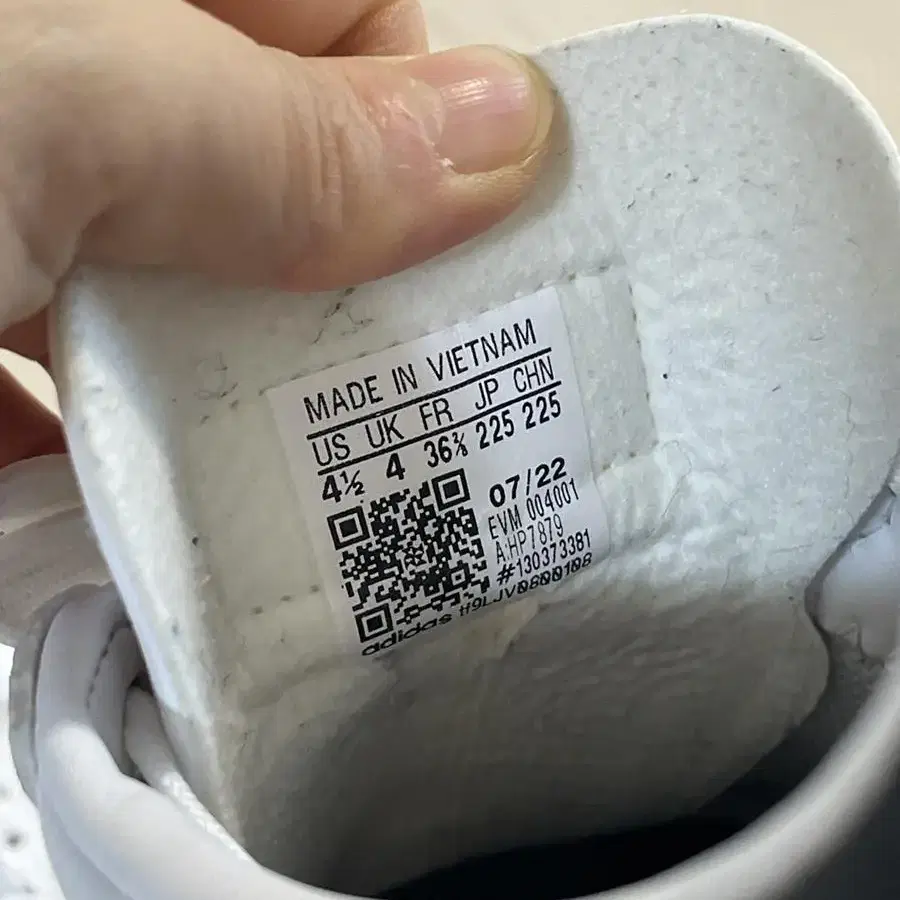 MADE IN VIETNAM
US UK FR JP CHN
4½ 4 36⅔ 225 225
07/22
EVM 004001
A:HP7879
#130373381
adidas H9LJV0600108